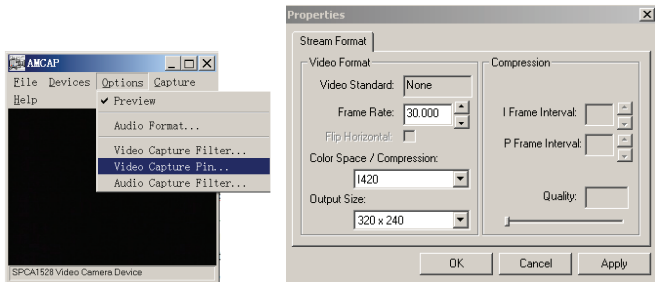 AMCAP
File Devices Options Capture
Help
✔ Preview
Audio Format...
Video Capture Filter...
Video Capture Pin...
Audio Capture Filter...
SPCA1528 Video Camera Device
Properties
Stream Format
Video Format
Video Standard: None
Frame Rate: 30.000
Flip Horizontal:
Color Space / Compression:
I420
Output Size:
320 x 240
Compression
I Frame Interval:
P Frame Interval:
Quality:
OK Cancel Apply